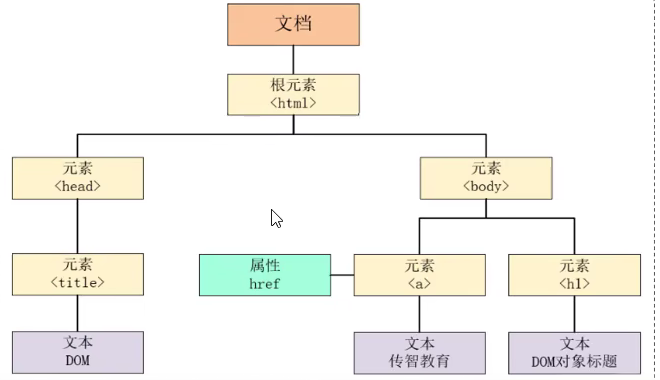 文档
根元素
<html>
元素
<head>
元素
<body>
元素
<title>
属性
href
元素
<a>
元素
<h1>
文本
DOM
文本
传智教育
文本
DOM对象标题